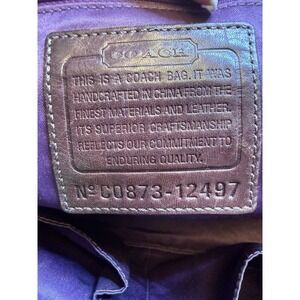 COACH
THIS IS A COACH BAG. IT WAS
HANDCRAFTED IN CHINA FROM THE
FINEST MATERIALS AND LEATHER.
ITS SUPERIOR CRAFTSMANSHIP
REFLECTS OUR COMMITMENT TO
ENDURING QUALITY.
Nº C0873-12497